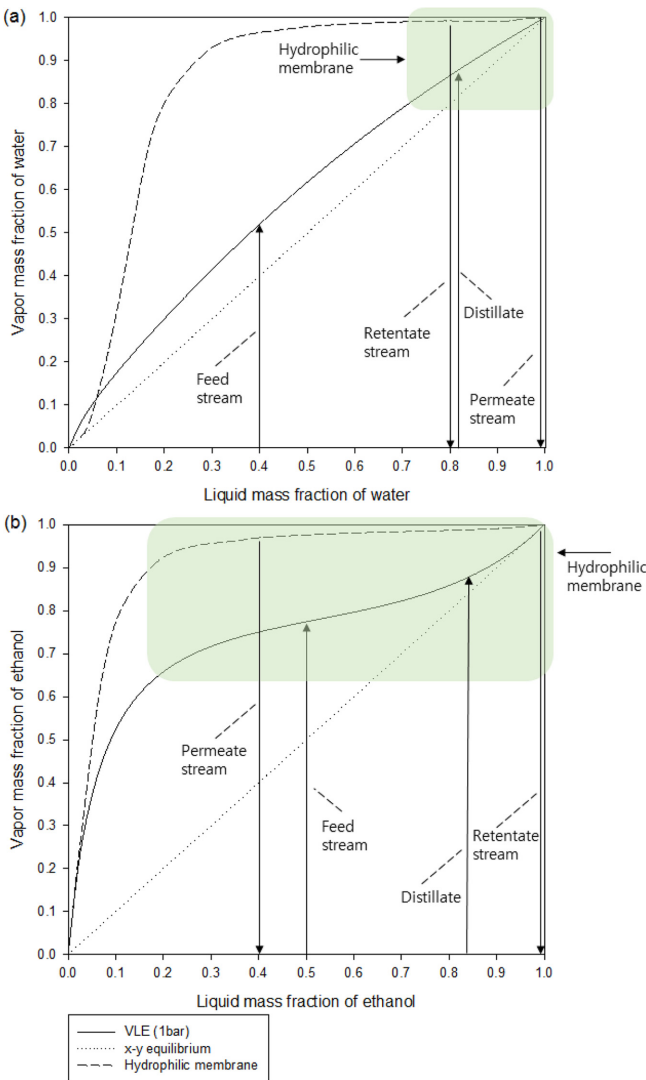 (a)
Vapor mass fraction of water
1.0
0.9
0.8
0.7
0.6
0.5
0.4
0.3
0.2
0.1
0.0
Hydrophilic
membrane
Feed
stream
Retentate
stream
Distillate
Permeate
stream
0.0 0.1 0.2 0.3 0.4 0.5 0.6 0.7 0.8 0.9 1.0
Liquid mass fraction of water
(b)
Vapor mass fraction of ethanol
1.0
0.9
0.8
0.7
0.6
0.5
0.4
0.3
0.2
0.1
0.0
Hydrophilic
membrane
Permeate
stream
Feed
stream
Distillate
Retentate
stream
0.0 0.1 0.2 0.3 0.4 0.5 0.6 0.7 0.8 0.9 1.0
Liquid mass fraction of ethanol
VLE (1bar)
x-y equilibrium
Hydrophilic membrane